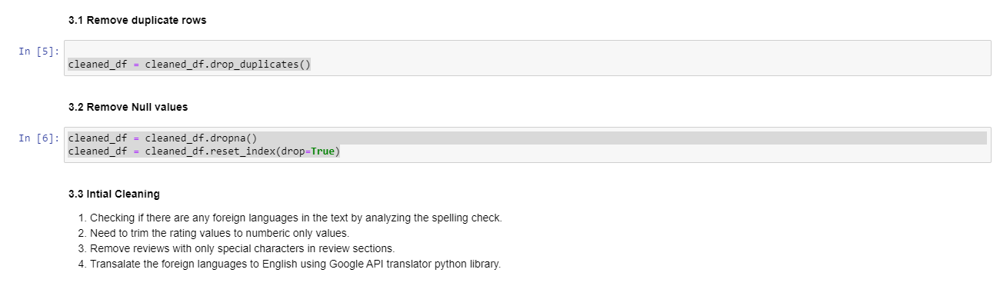 3.1 Remove duplicate rows
In [5]:
cleaned_df = cleaned_df.drop_duplicates()
3.2 Remove Null values
In [6]: cleaned_df = cleaned_df.dropna()
cleaned_df = cleaned_df.reset_index(drop=True)
3.3 Intial Cleaning
1. Checking if there are any foreign languages in the text by analyzing the spelling check.
2. Need to trim the rating values to numberic only values.
3. Remove reviews with only special characters in review sections.
4. Transalate the foreign languages to English using Google API translator python library.